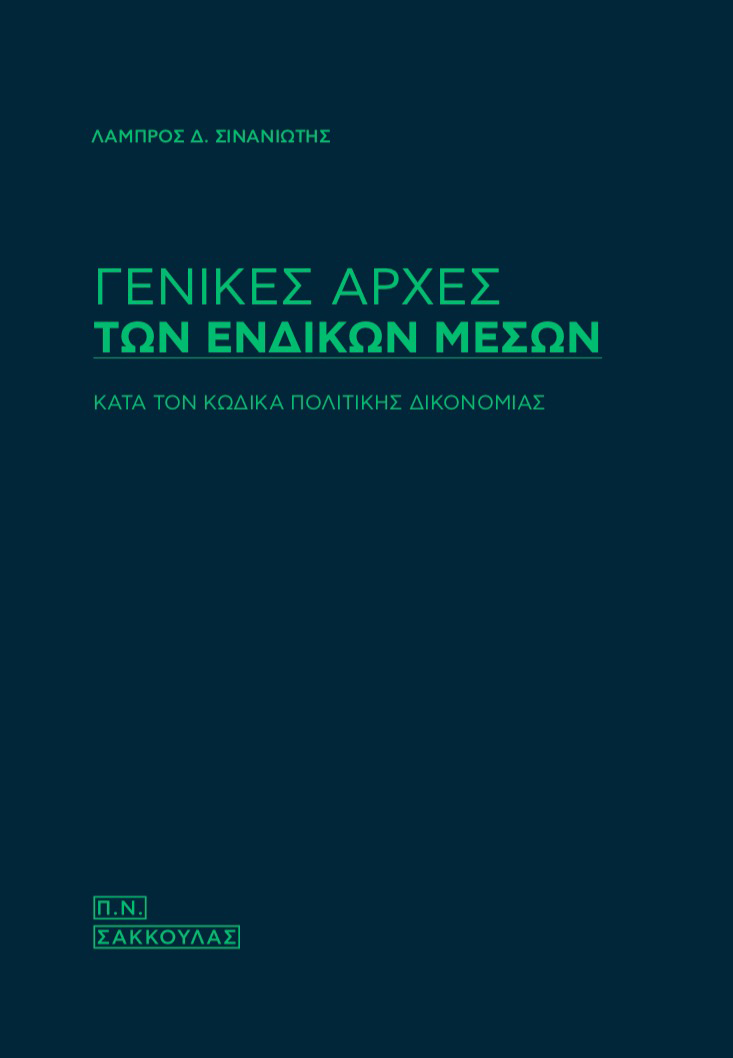 ΛΑΜΠΡΟΣ Δ. ΣΙΝΑΝΙΩΤΗΣ
ΓΕΝΙΚΕΣ ΑΡΧΕΣ
ΤΩΝ ΕΝΔΙΚΩΝ ΜΕΣΩΝ
ΚΑΤΑ ΤΟΝ ΚΩΔΙΚΑ ΠΟΛΙΤΙΚΗΣ ΔΙΚΟΝΟΜΙΑΣ
Π.Ν.
ΣΑΚΚΟΥΛΑΣ